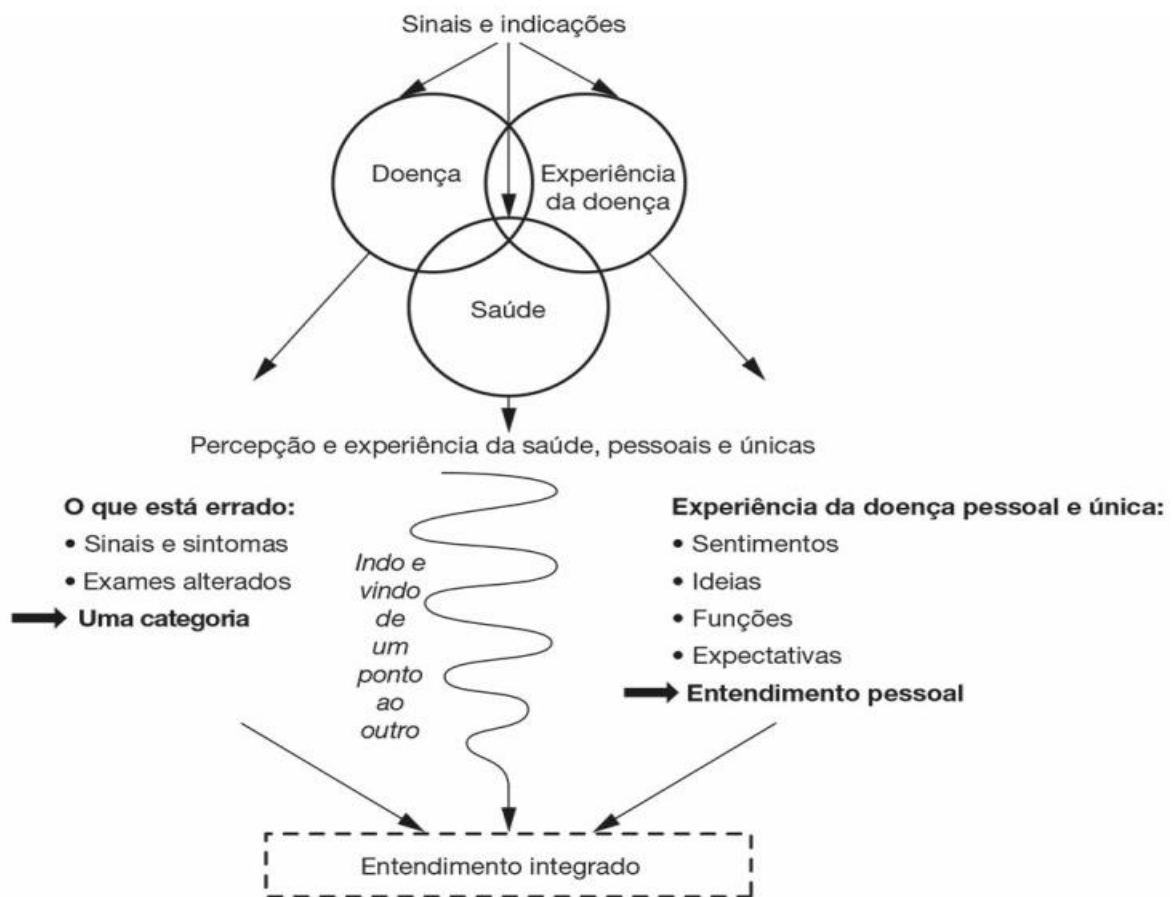 Sinais e indicações
Doença
Experiência
da doença
Saúde
Percepção e experiência da saúde, pessoais e únicas
O que está errado:
• Sinais e sintomas
• Exames alterados
Uma categoria
Indo e
vindo
de
um
ponto
ao
outro
Experiência da doença pessoal e única:
• Sentimentos
• Ideias
• Funções
• Expectativas
Entendimento pessoal
Entendimento integrado